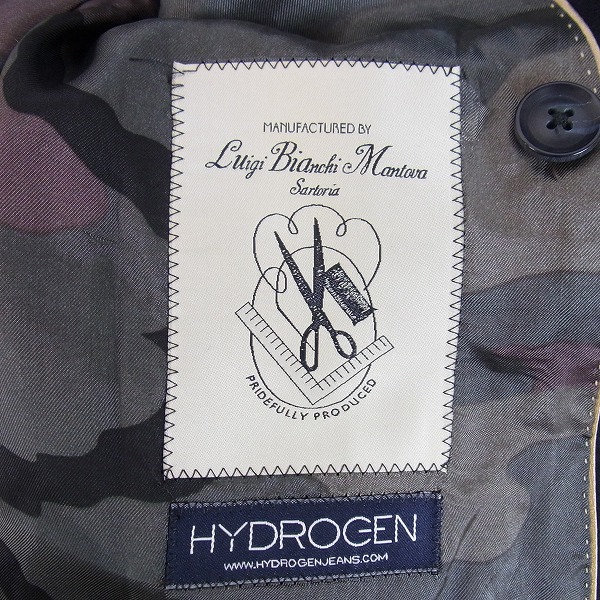 MANUFACTURED BY
Luigi Bianchi Mantova
Sartoria
PRIDEFULLY PRODUCED
HYDROGEN
WWW.HYDROGENJEANS.COM